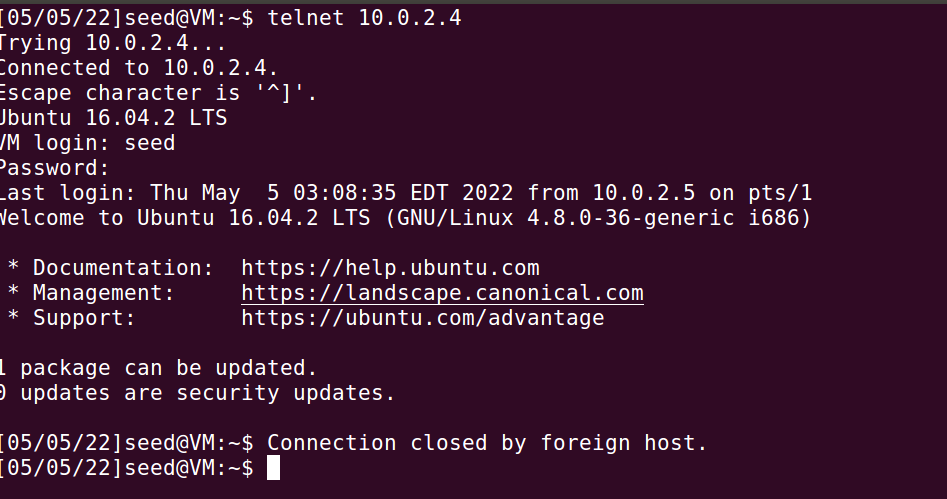 [05/05/22]seed@VM:~$ telnet 10.0.2.4
Trying 10.0.2.4...
Connected to 10.0.2.4.
Escape character is '^]'.
Ubuntu 16.04.2 LTS
VM login: seed
Password:
Last login: Thu May  5 03:08:35 EDT 2022 from 10.0.2.5 on pts/1
Welcome to Ubuntu 16.04.2 LTS (GNU/Linux 4.8.0-36-generic i686)
* Documentation:  https://help.ubuntu.com
* Management:     https://landscape.canonical.com
* Support:        https://ubuntu.com/advantage
1 package can be updated.
0 updates are security updates.
[05/05/22]seed@VM:~$ Connection closed by foreign host.
[05/05/22]seed@VM:~$